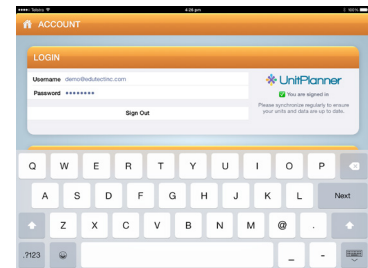 Telstra 4:26 pm 100%
ACCOUNT
LOGIN
Username demo@edutectinc.com
Password ••••••••
Sign Out
UnitPlanner
You are signed in
Please synchronize regularly to ensure
your units and data are up to date.
Q W E R T Y U I O P
A S D F G H J K L Next
Z X C V B N M @ .
.?123 _ -